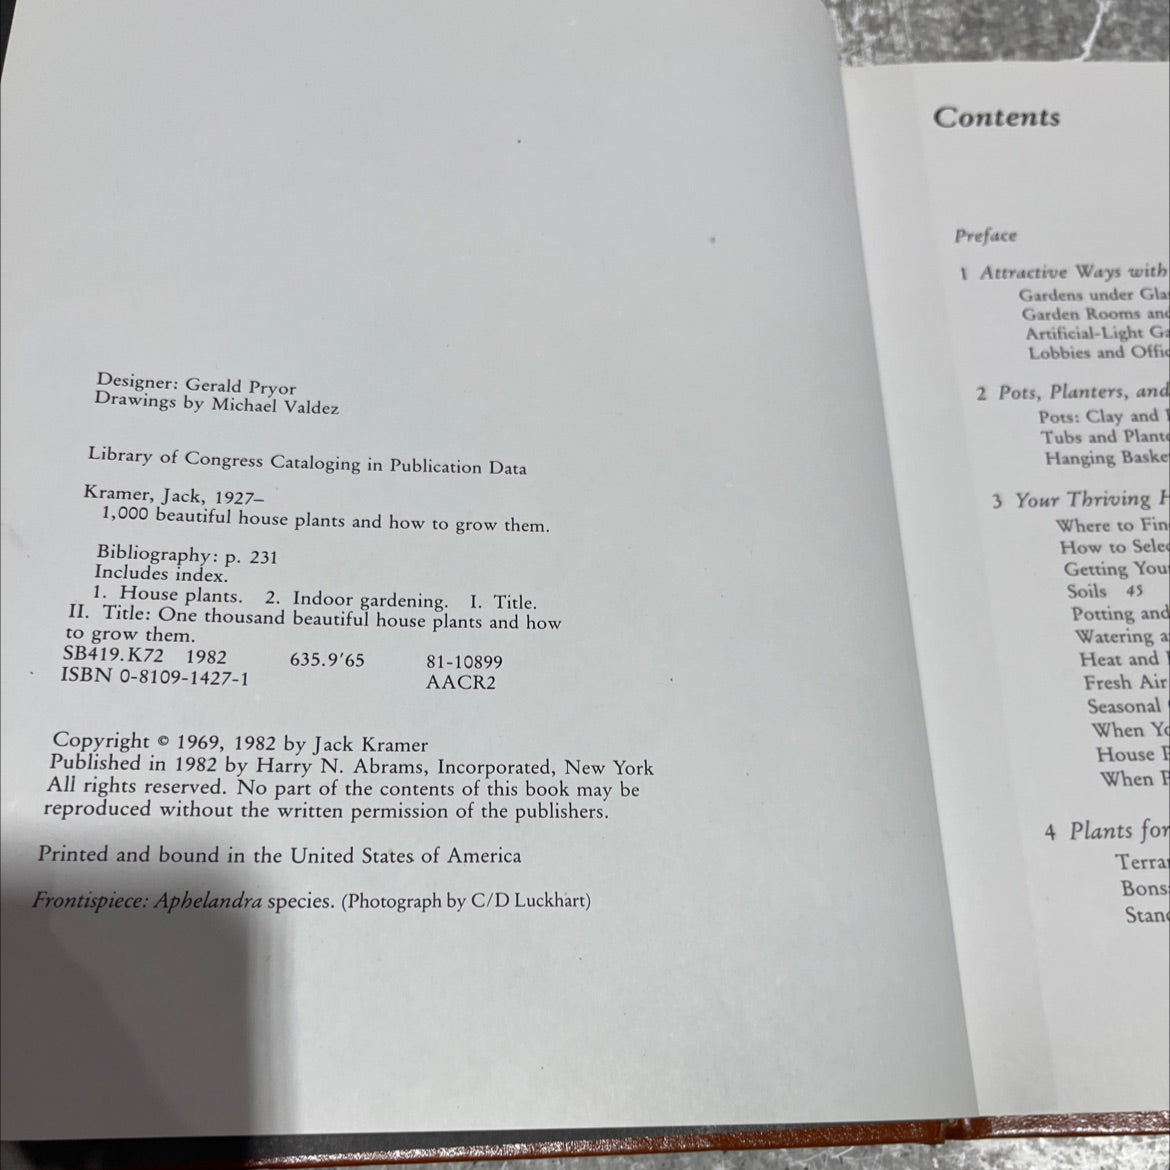 Designer: Gerald Pryor
Drawings by Michael Valdez
Library of Congress Cataloging in Publication Data
Kramer, Jack, 1927–
1,000 beautiful house plants and how to grow them.
Bibliography: p. 231
Includes index.
1. House plants. 2. Indoor gardening. I. Title.
II. Title: One thousand beautiful house plants and how
to grow them.
SB419.K72 1982 635.9'65 81-10899
ISBN 0-8109-1427-1 AACR2
Copyright © 1969, 1982 by Jack Kramer
Published in 1982 by Harry N. Abrams, Incorporated, New York
All rights reserved. No part of the contents of this book may be
reproduced without the written permission of the publishers.
Printed and bound in the United States of America
Frontispiece: Aphelandra species. (Photograph by C/D Luckhart)
Contents
Preface
1 Attractive Ways with
Gardens under
Garden Rooms
Artificial-Light
Lobbies and
2 Pots, Planters, and
Pots: Clay and
Tubs and
Hanging
3 Your Thriving
Where to
How to
Getting
Soils 45
Potting and
Watering
Heat and
Fresh Air
Seasonal
When
House
When
4 Plants for